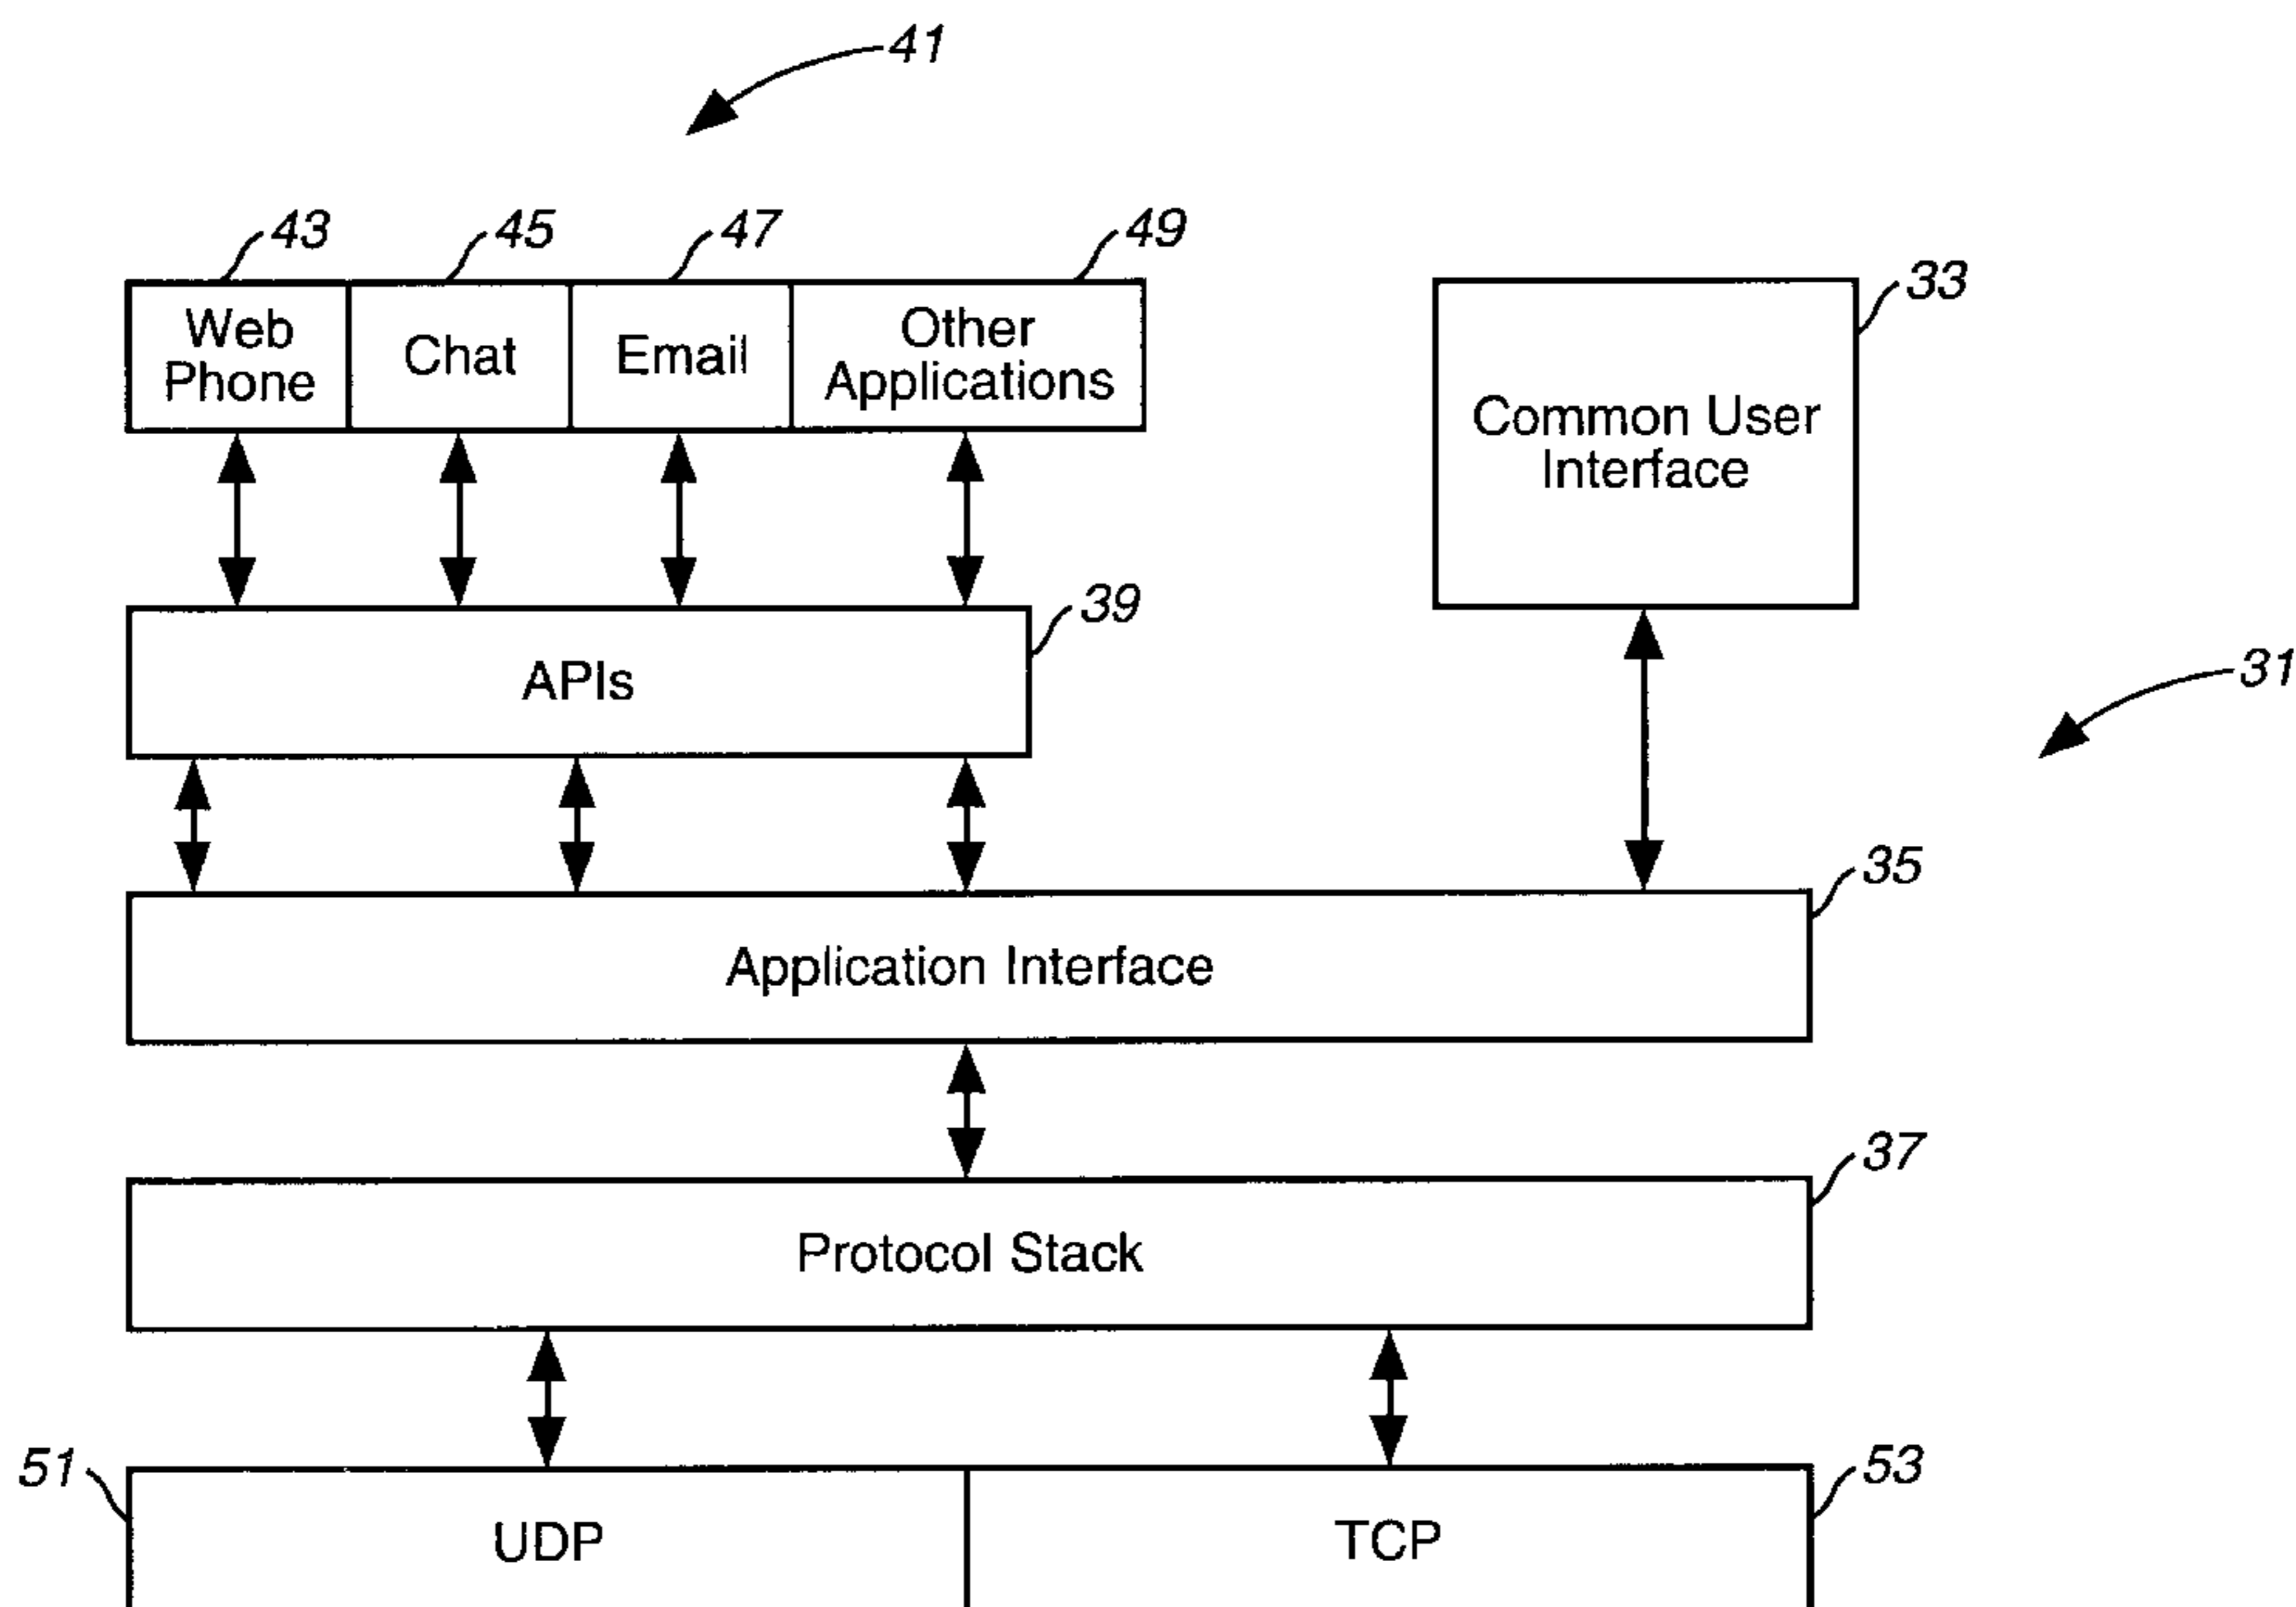 41
43
45
47
49
33
Web
Phone
Chat
Email
Other
Applications
Common User
Interface
39
APIs
31
35
Application Interface
37
Protocol Stack
51
53
UDP
TCP